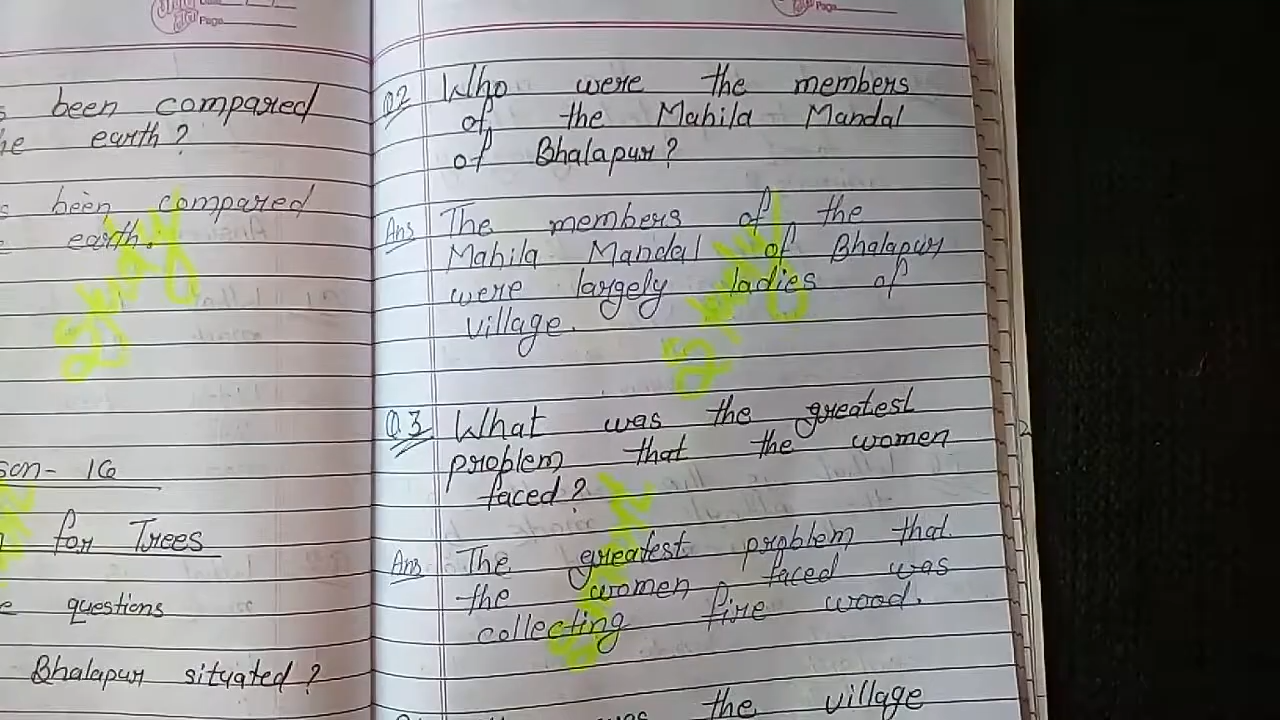 Page
been compared
earth?
been compared
earth.
16
for Trees
questions
Bhalapur situated?
Page
Q2 Who were the members
of the Mahila Mandal
of Bhalapur?
Ans The members of the
Mahila Mandal of Bhalapur
were largely ladies of
village.
Q3 What was the greatest
problem that the women
faced?
Ans The greatest problem that
the women faced was
collecting fire wood.
the village